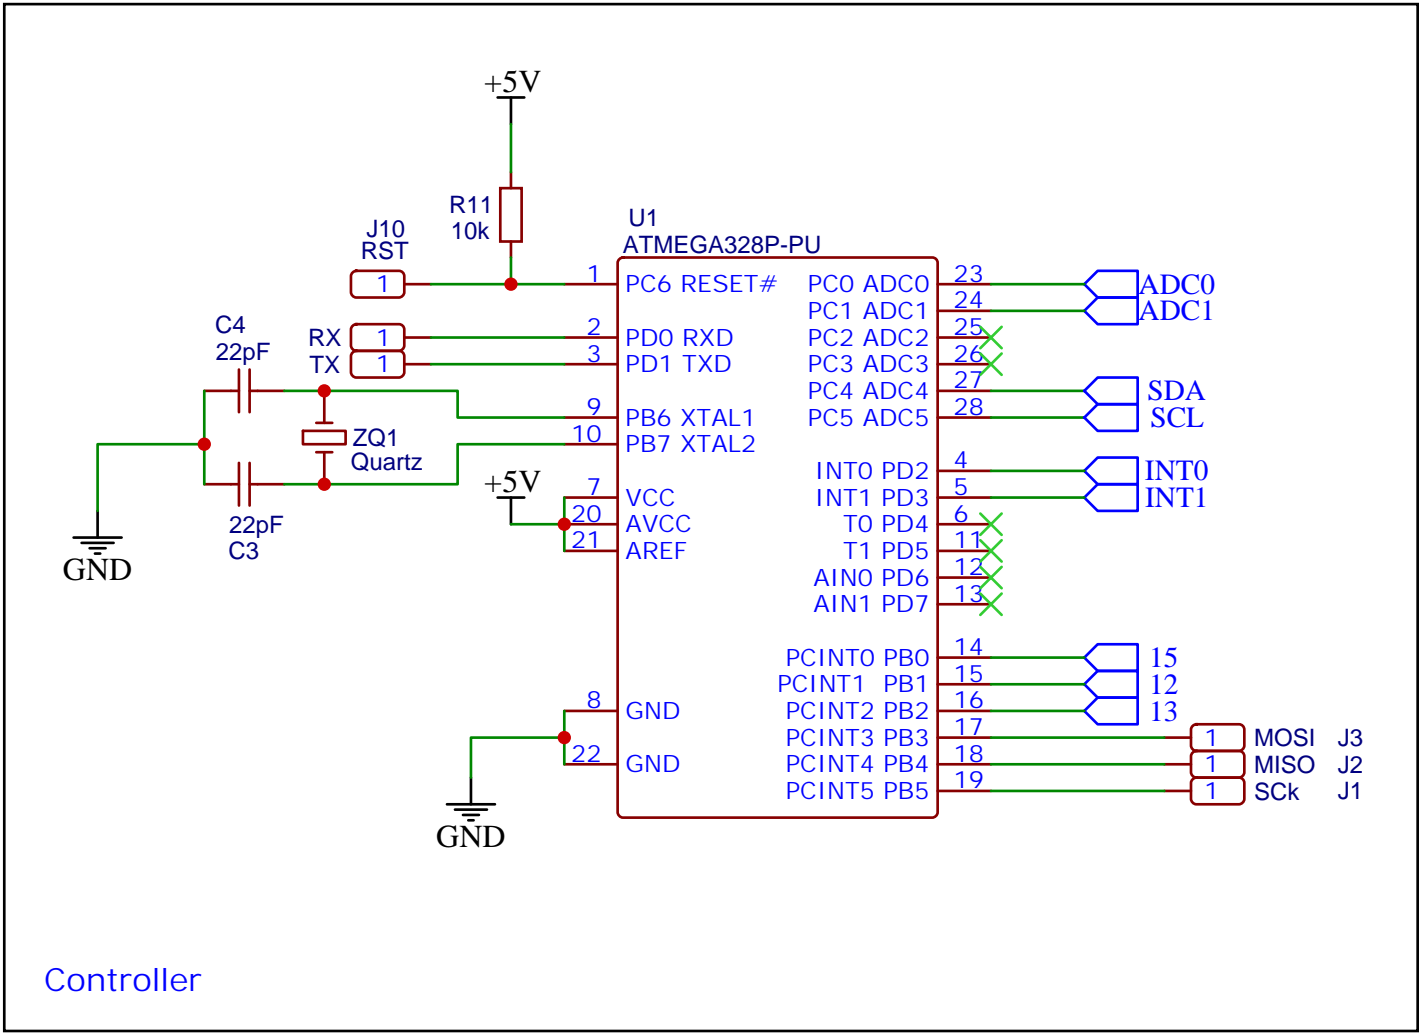 +5V
R11
10k
J10
RST
1
RX
1
TX
1
C4
22pF
ZQ1
Quartz
22pF
C3
GND
+5V
GND
U1
ATMEGA328P-PU
1 PC6 RESET#
2 PD0 RXD
3 PD1 TXD
9 PB6 XTAL1
10 PB7 XTAL2
7 VCC
20 AVCC
21 AREF
8 GND
22 GND
PC0 ADC0 23 ADC0
PC1 ADC1 24 ADC1
PC2 ADC2 25
PC3 ADC3 26
PC4 ADC4 27 SDA
PC5 ADC5 28 SCL
INT0 PD2 4 INT0
INT1 PD3 5 INT1
T0 PD4 6
T1 PD5 11
AIN0 PD6 12
AIN1 PD7 13
PCINT0 PB0 14 15
PCINT1 PB1 15 12
PCINT2 PB2 16 13
PCINT3 PB3 17 1 MOSI J3
PCINT4 PB4 18 1 MISO J2
PCINT5 PB5 19 1 SCk J1
Controller